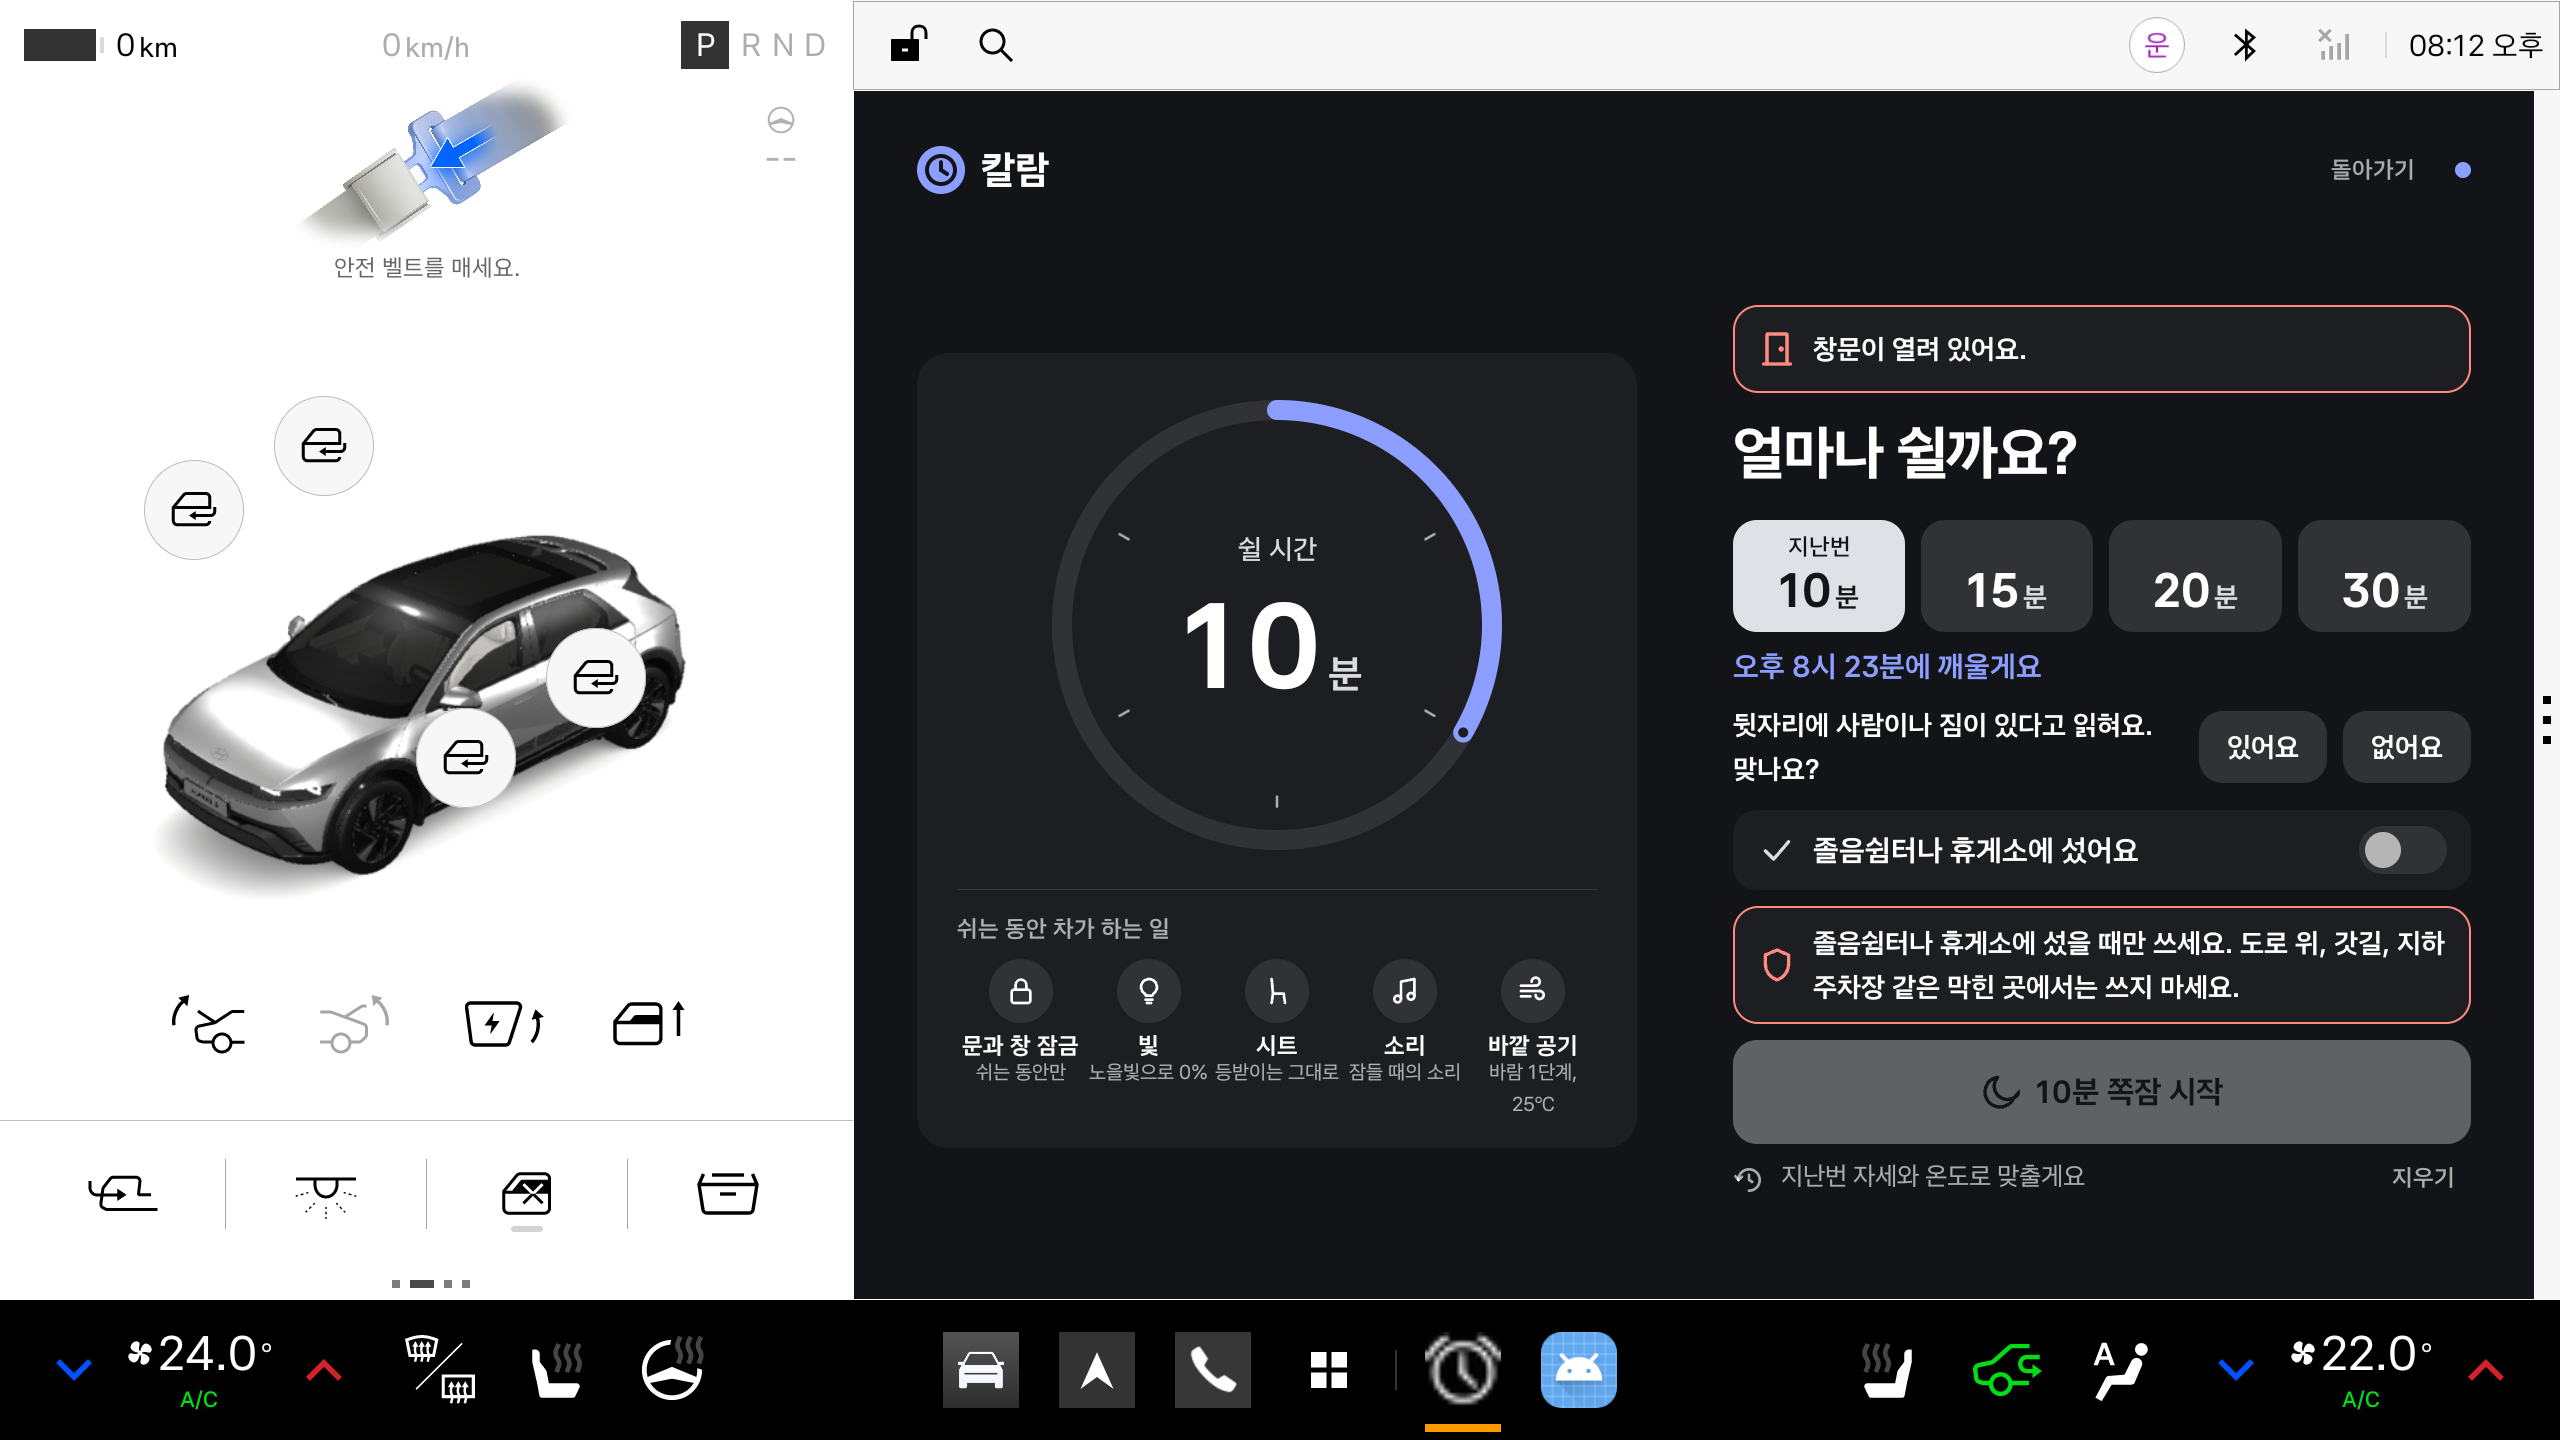 0 km
0 km/h
P R N D
08:12 오후
운
안전 벨트를 매세요.
칼람
돌아가기
쉴 시간
10 분
쉬는 동안 차가 하는 일
문과 창 잠금
쉬는 동안만
빛
노을빛으로 0%
시트
등받이는 그대로
소리
잠들 때의 소리
바깥 공기
바람 1단계,
25°C
창문이 열려 있어요.
얼마나 쉴까요?
지난번
10 분
15 분
20 분
30 분
오후 8시 23분에 깨울게요
뒷자리에 사람이나 짐이 있다고 읽혀요.
맞나요?
있어요
없어요
졸음쉼터나 휴게소에 섰어요
졸음쉼터나 휴게소에 섰을 때만 쓰세요. 도로 위, 갓길, 지하
주차장 같은 막힌 곳에서는 쓰지 마세요.
10분 쪽잠 시작
지난번 자세와 온도로 맞출게요
지우기
24.0°
A/C
A
22.0°
A/C